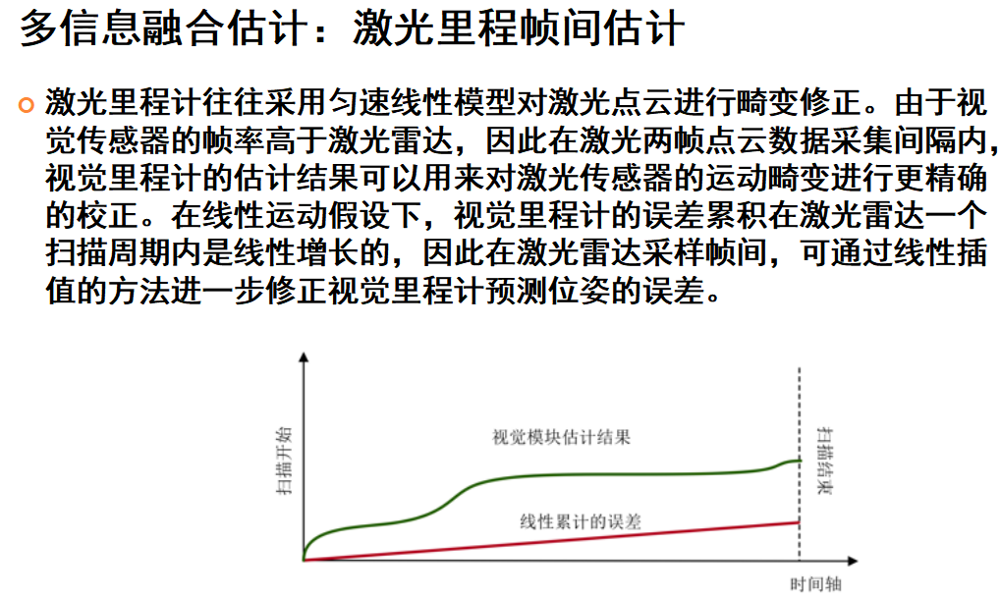 多信息融合估计：激光里程帧间估计
激光里程计往往采用匀速线性模型对激光点云进行畸变修正。由于视
觉传感器的帧率高于激光雷达，因此在激光两帧点云数据采集间隔内，
视觉里程计的估计结果可以用来对激光传感器的运动畸变进行更精确
的校正。在线性运动假设下，视觉里程计的误差累积在激光雷达一个
扫描周期内是线性增长的，因此在激光雷达采样帧间，可通过线性插
值的方法进一步修正视觉里程计预测位姿的误差。
扫描开始
视觉模块估计结果
扫描结束
线性累计的误差
时间轴